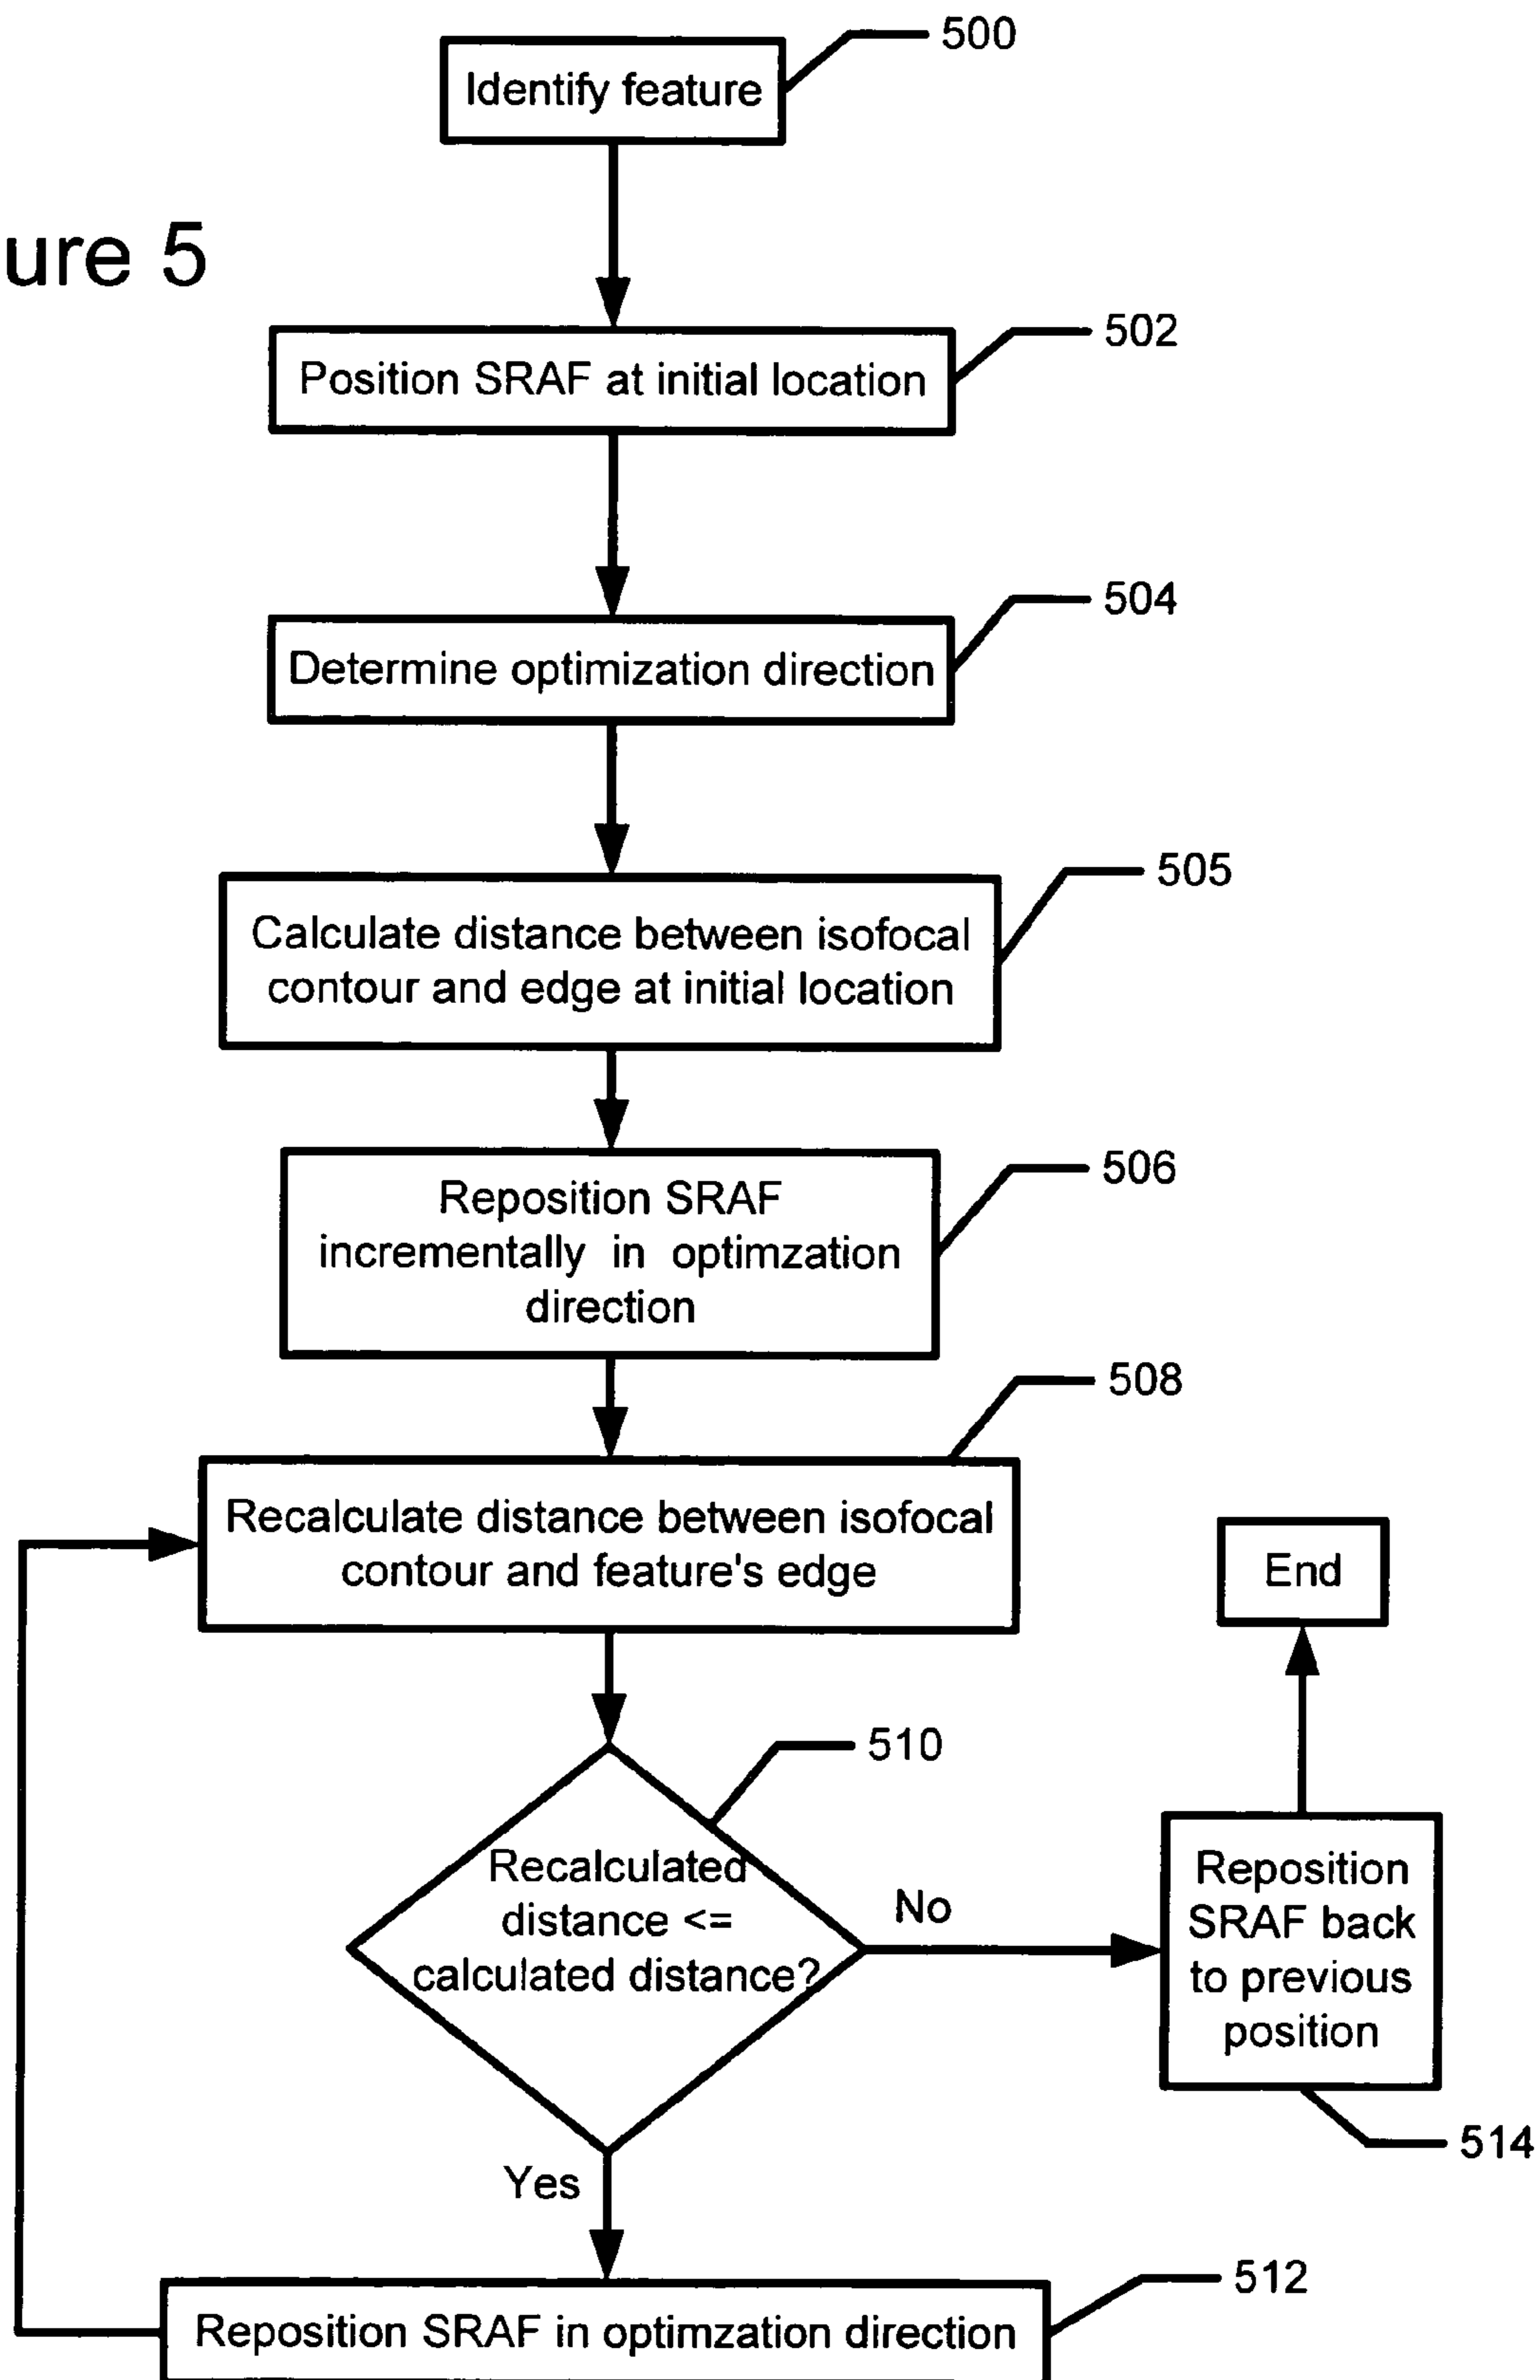 500
Identify feature
ure 5
502
Position SRAF at initial location
504
Determine optimization direction
505
Calculate distance between isofocal
contour and edge at initial location
506
Reposition SRAF
incrementally in optimzation
direction
508
Recalculate distance between isofocal
contour and feature's edge
End
510
Recalculated
distance <=
calculated distance?
No
Reposition
SRAF back
to previous
position
514
Yes
512
Reposition SRAF in optimzation direction